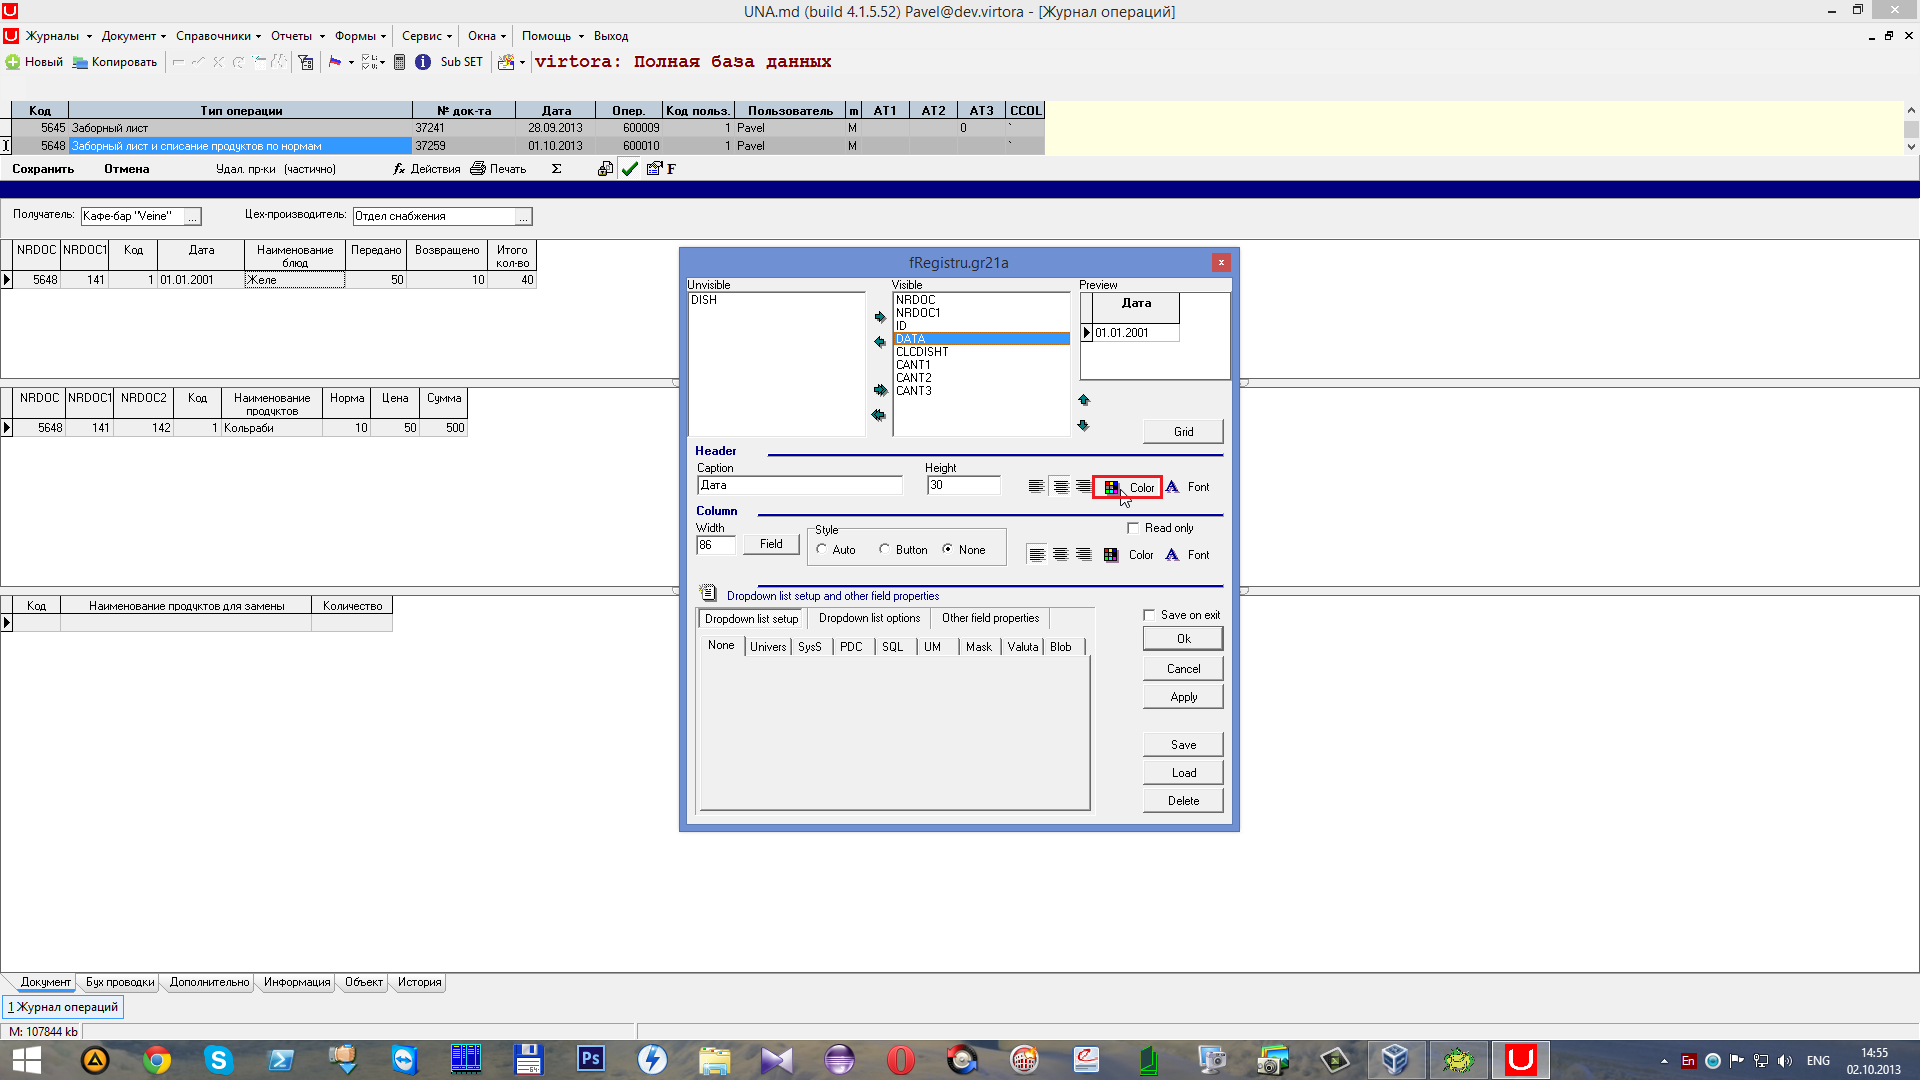 UNA.md (build 4.1.5.52) Pavel@dev.virtora - [Журнал операций]
Журналы Документ Справочники Отчеты Формы Сервис Окна Помощь Выход
Новый Копировать Sub SET virtora: Полная база данных
Код Тип операции № док-та Дата Опер. Код польз. Пользователь m AT1 AT2 AT3 CCOL
5645 Заборный лист 37241 28.09.2013 600009 1 Pavel M 0 `
5648 Заборный лист и списание продуктов по нормам 37259 01.10.2013 600010 1 Pavel M `
Сохранить Отмена Удал. пр-ки (частично) fx Действия Печать Σ F
Получатель: Кафе-бар "Veine" ... Цех-производитель: Отдел снабжения ...
NRDOC NRDOC1 Код Дата Наименование блюд Передано Возвращено Итого кол-во
5648 141 1 01.01.2001 Желе 50 10 40
NRDOC NRDOC1 NRDOC2 Код Наименование продуктов Норма Цена Сумма
5648 141 142 1 Кольраби 10 50 500
Код Наименование продуктов для замены Количество
fRegistru.gr21a x
Unvisible Visible Preview
DISH
NRDOC
NRDOC1
ID
DATA
CLCDISHT
CANT1
CANT2
CANT3
Дата
01.01.2001
Grid
Header
Caption Height
Дата 30 Color Font
Column
Width Style Read only
86 Field Auto Button None Color Font
Dropdown list setup and other field properties
Dropdown list setup Dropdown list options Other field properties
None Univers SysS PDC SQL UM Mask Valuta Blob
Save on exit
Ok
Cancel
Apply
Save
Load
Delete
Документ Бух проводки Дополнительно Информация Объект История
1 Журнал операций
M: 107844 kb
Ps En ENG 14:55
02.10.2013